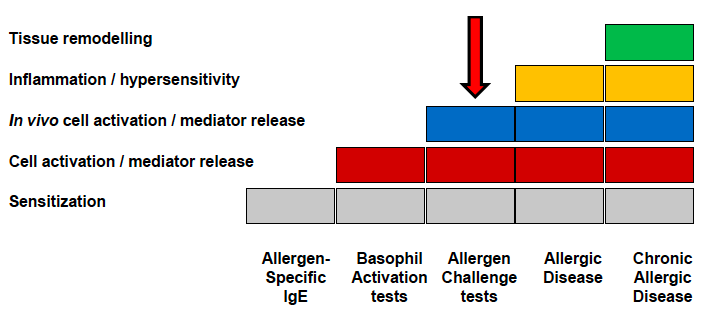 Tissue remodelling
Inflammation / hypersensitivity
In vivo cell activation / mediator release
Cell activation / mediator release
Sensitization
Allergen-
Specific
IgE
Basophil
Activation
tests
Allergen
Challenge
tests
Allergic
Disease
Chronic
Allergic
Disease